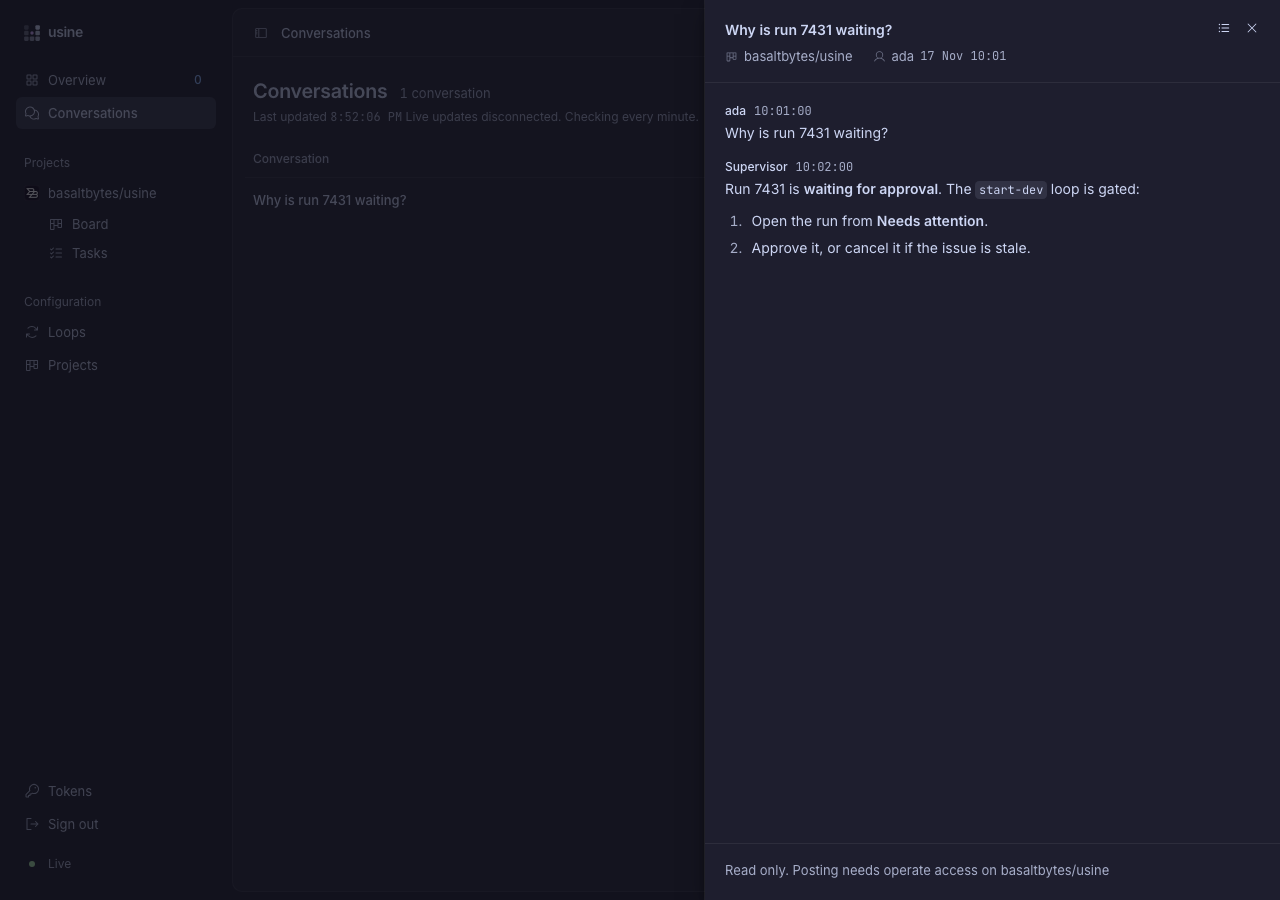 usine
Overview 0
Conversations
Projects
basaltbytes/usine
Board
Tasks
Configuration
Loops
Projects
Tokens
Sign out
Live
Conversations
Conversations 1 conversation
Last updated 8:52:06 PM Live updates disconnected. Checking every minute.
Conversation
Why is run 7431 waiting?
Why is run 7431 waiting?
basaltbytes/usine ada 17 Nov 10:01
ada 10:01:00
Why is run 7431 waiting?
Supervisor 10:02:00
Run 7431 is waiting for approval. The start-dev loop is gated:
1. Open the run from Needs attention.
2. Approve it, or cancel it if the issue is stale.
Read only. Posting needs operate access on basaltbytes/usine